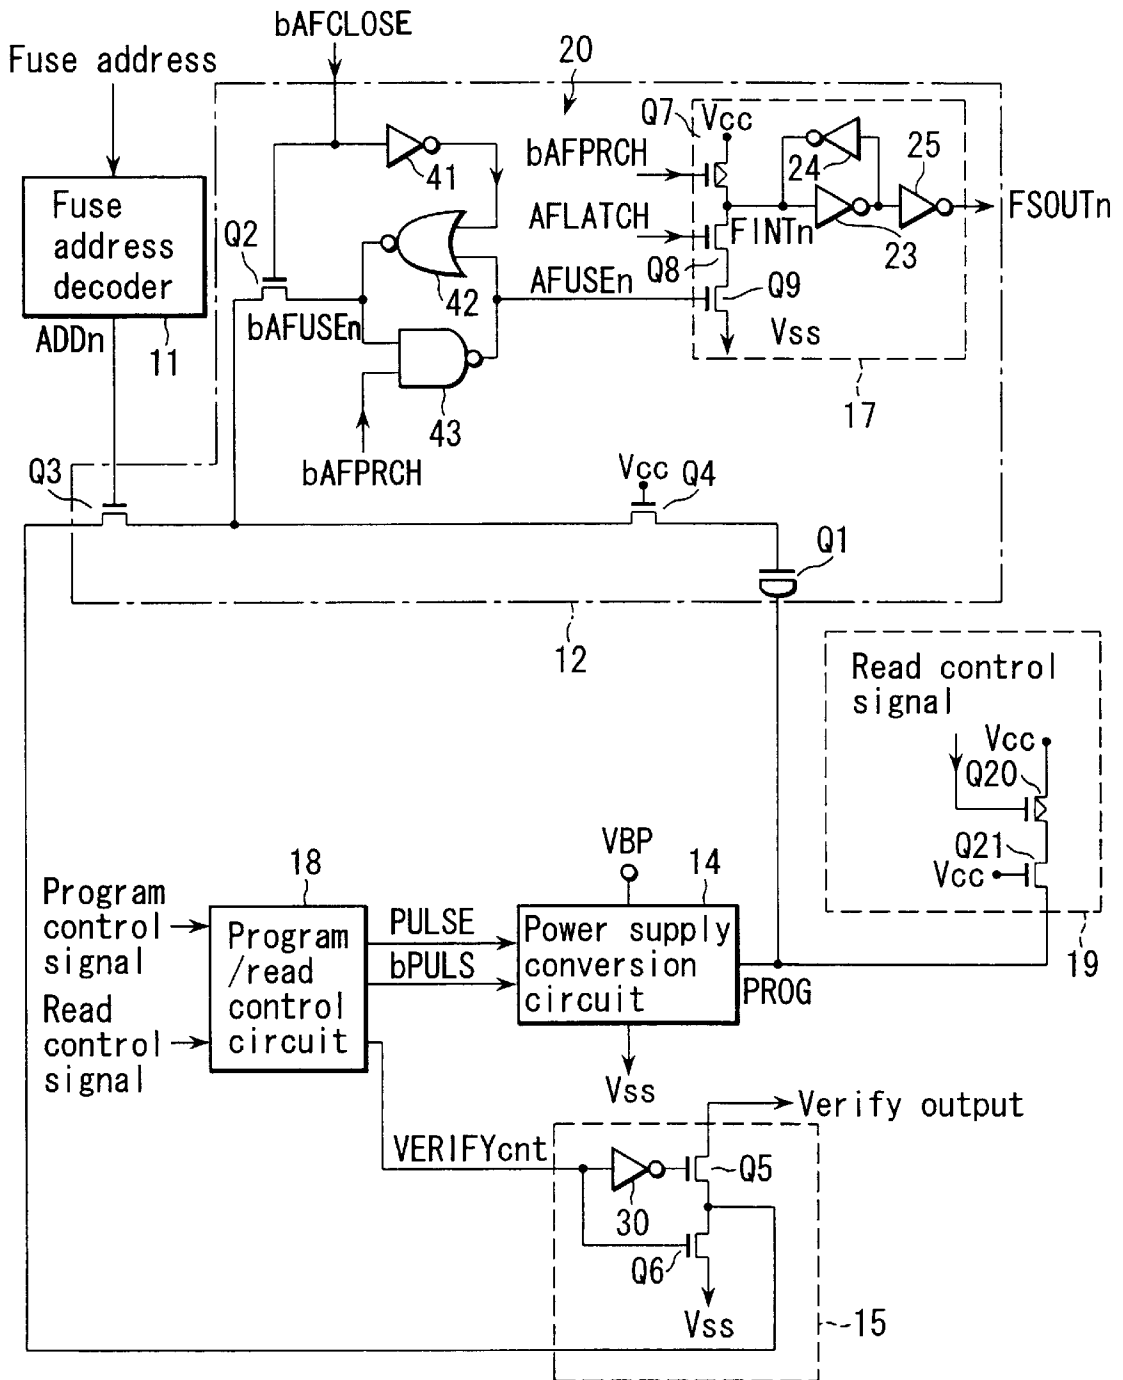 bAFCLOSE
Fuse address
20
Q7
Vcc
bAFPRCH
41
24
25
Fuse
address
decoder
Q2
AFLATCH
FINTn
23
FSOUTn
Q8
42
AFUSEn
Q9
ADDn
11
bAFUSEn
Vss
43
17
bAFPRCH
Q3
Vcc
Q4
Q1
12
Read control
signal
Vcc
Q20
Q21
Vcc
19
VBP
18
14
Program
control
signal
Read
control
signal
Program
/read
control
circuit
PULSE
bPULS
Power supply
conversion
circuit
PROG
Vss
Verify output
VERIFYcnt
30
Q5
Q6
Vss
15